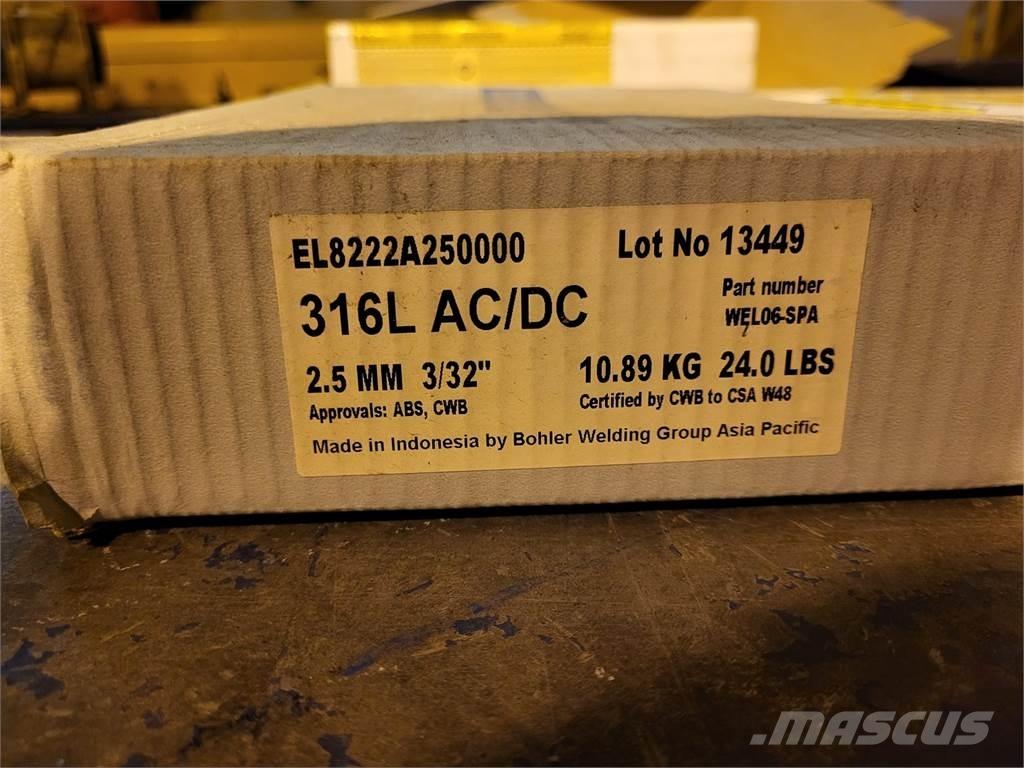 EL8222A250000 Lot No 13449
316L AC/DC
Part number
WEL06-SPA
2.5 MM 3/32" 10.89 KG 24.0 LBS
Approvals: ABS, CWB Certified by CWB to CSA W48
Made in Indonesia by Bohler Welding Group Asia Pacific
MASCUS